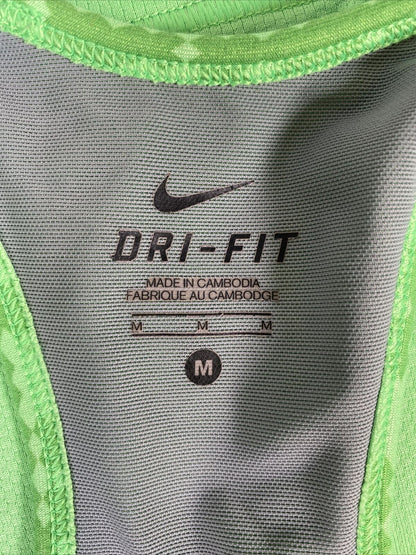 DRI-FIT
MADE IN CAMBODIA
FABRIQUE AU CAMBODGE
M M M
M